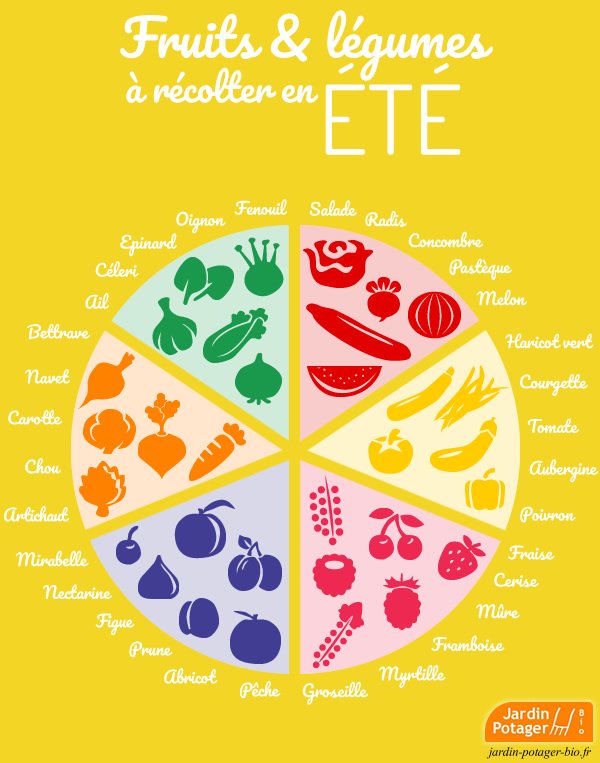 Fruits & légumes
à récolter en ÉTÉ
Fenouil
Oignon
Epinard
Céleri
Ail
Salade
Radis
Concombre
Pastèque
Melon
Haricot vert
Courgette
Tomate
Aubergine
Poivron
Bettrave
Navet
Carotte
Chou
Artichaut
Mirabelle
Nectarine
Figue
Prune
Abricot
Pêche
Fraise
Cerise
Mûre
Framboise
Myrtille
Groseille
Jardin
Potager
Bio
jardin-potager-bio.fr